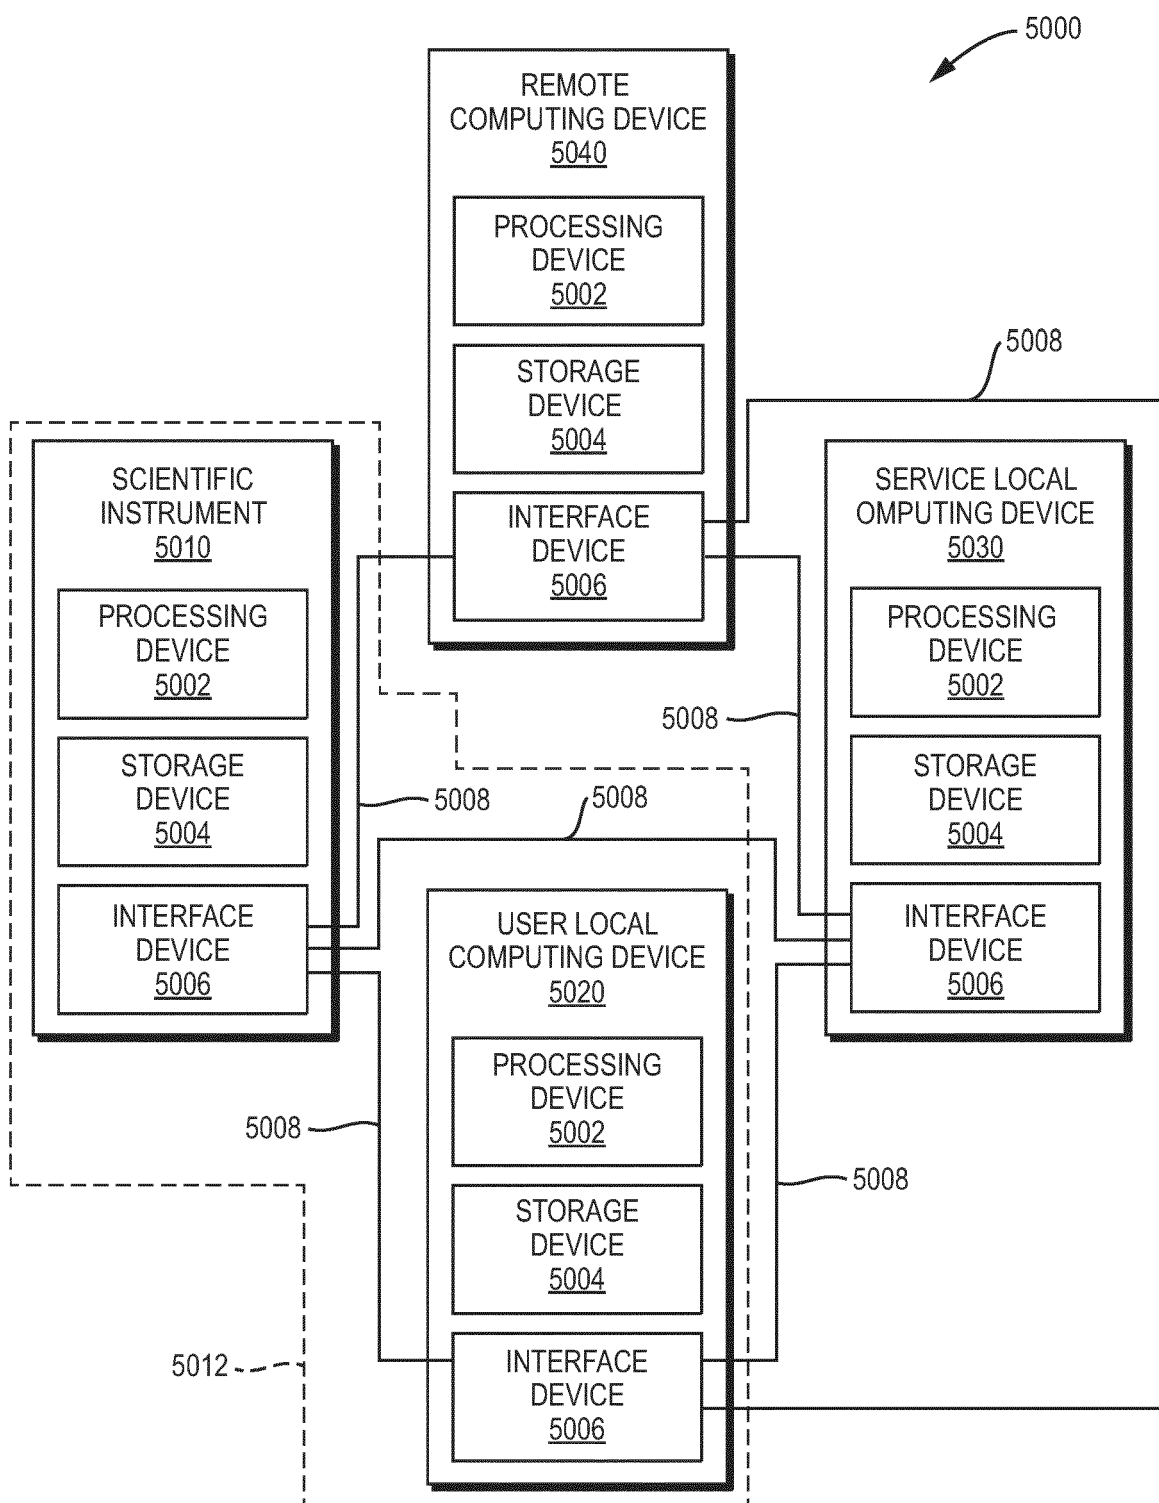 5000
REMOTE
COMPUTING DEVICE
5040
PROCESSING
DEVICE
5002
STORAGE
DEVICE
5004
INTERFACE
DEVICE
5006
5008
SCIENTIFIC
INSTRUMENT
5010
PROCESSING
DEVICE
5002
STORAGE
DEVICE
5004
INTERFACE
DEVICE
5006
SERVICE LOCAL
OMPUTING DEVICE
5030
PROCESSING
DEVICE
5002
STORAGE
DEVICE
5004
INTERFACE
DEVICE
5006
5008
5008
5008
USER LOCAL
COMPUTING DEVICE
5020
PROCESSING
DEVICE
5002
STORAGE
DEVICE
5004
INTERFACE
DEVICE
5006
5008
5008
5012